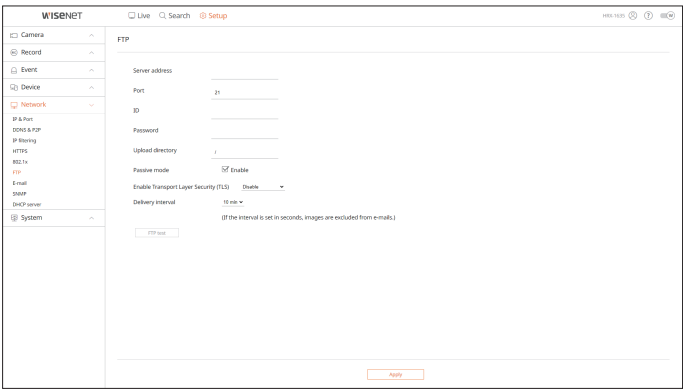 WISENET
Live Search Setup
HRX-1635
Camera
Record
Event
Device
Network
IP & Port
DDNS & P2P
IP filtering
HTTPS
802.1x
FTP
E-mail
SNMP
DHCP server
System
FTP
Server address
Port 21
ID
Password
Upload directory /
Passive mode Enable
Enable Transport Layer Security (TLS) Disable
Delivery interval 10 min
(If the interval is set in seconds, images are excluded from e-mails.)
FTP test
Apply